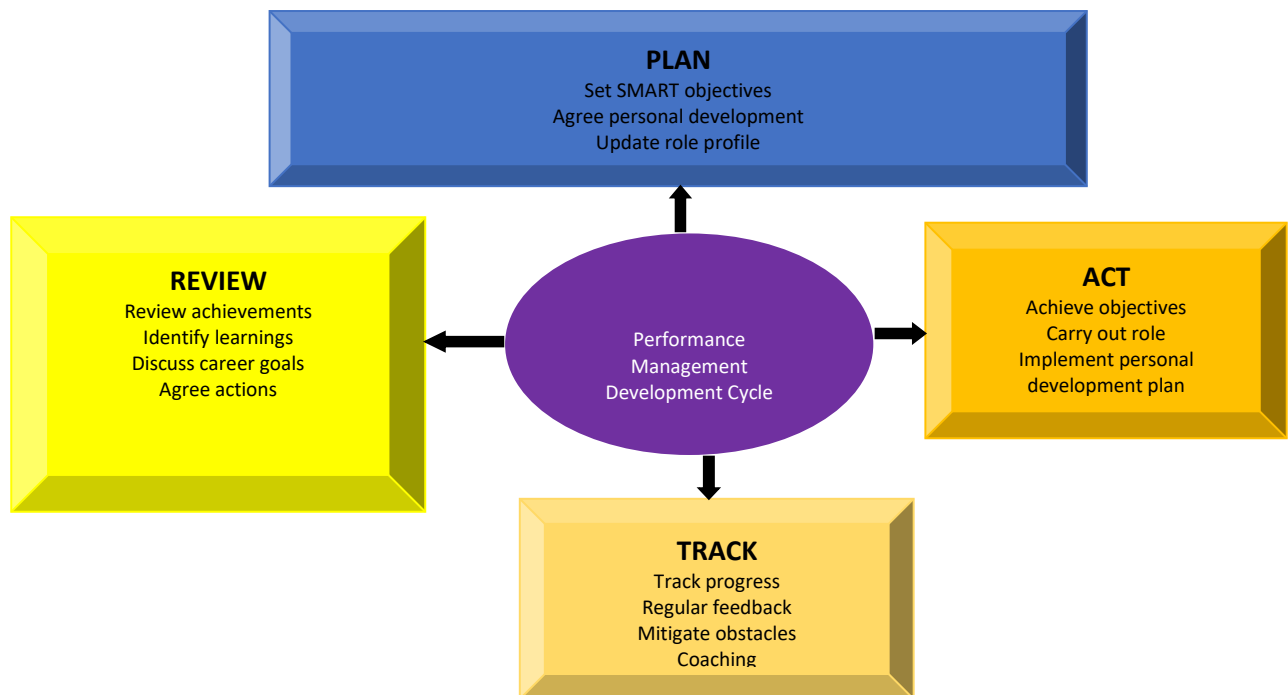 PLAN
Set SMART objectives
Agree personal development
Update role profile
REVIEW
Review achievements
Identify learnings
Discuss career goals
Agree actions
Performance
Management
Development Cycle
ACT
Achieve objectives
Carry out role
Implement personal
development plan
TRACK
Track progress
Regular feedback
Mitigate obstacles
Coaching